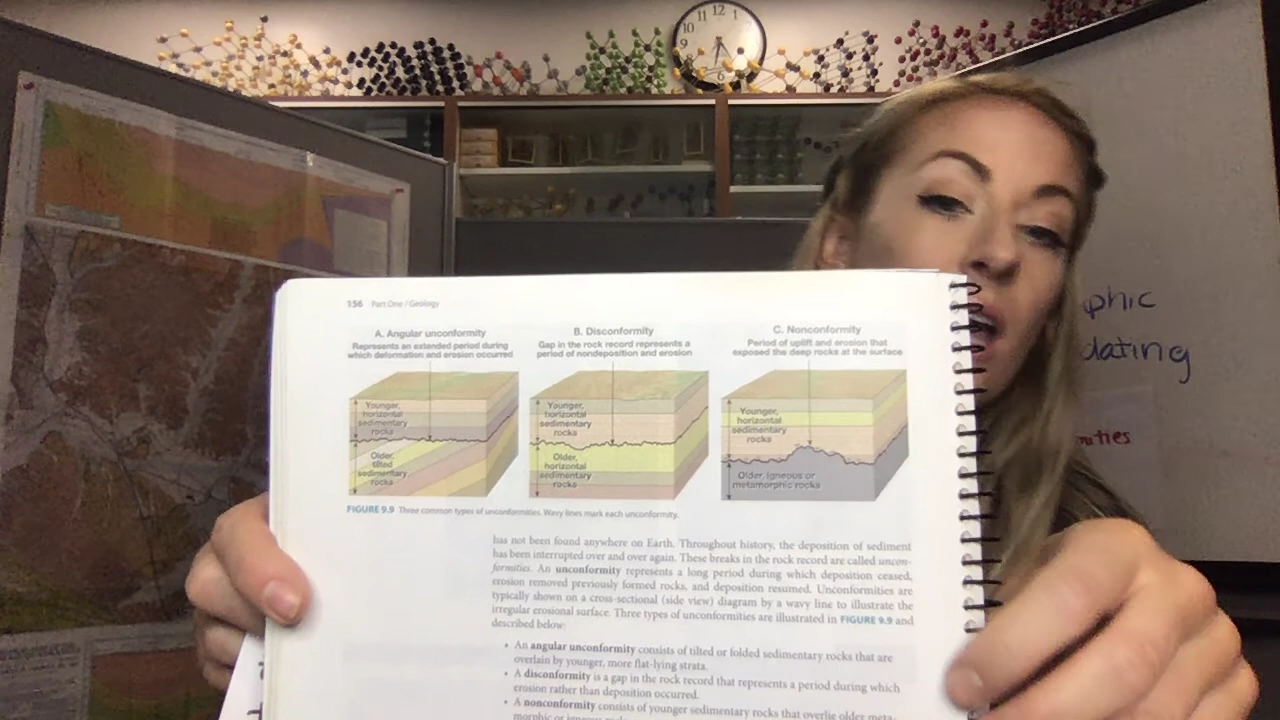 11 12 1
10
9
8
6
phic
dating
156 Part One / Geology
A. Angular unconformity
Represents an extended period during
which deformation and erosion occurred
Younger,
horizontal
sedimentary
rocks
Older,
tilted
sedimentary
rocks
B. Disconformity
Gap in the rock record represents a
period of nondeposition and erosion
Younger,
horizontal
sedimentary
rocks
Older,
horizontal
sedimentary
rocks
C. Nonconformity
Period of uplift and erosion that
exposed the deep rocks at the surface
Younger,
horizontal
sedimentary
rocks
Older, igneous or
metamorphic rocks
FIGURE 9.9 Three common types of unconformities. Wavy lines mark each unconformity.
has not been found anywhere on Earth. Throughout history, the deposition of sediment
has been interrupted over and over again. These breaks in the rock record are called uncon-
formities. An unconformity represents a long period during which deposition ceased,
erosion removed previously formed rocks, and deposition resumed. Unconformities are
typically shown on a cross-sectional (side view) diagram by a wavy line to illustrate the
irregular erosional surface. Three types of unconformities are illustrated in FIGURE 9.9 and
described below:
• An angular unconformity consists of tilted or folded sedimentary rocks that are
overlain by younger, more flat-lying strata.
• A disconformity is a gap in the rock record that represents a period during which
erosion rather than deposition occurred.
• A nonconformity consists of younger sedimentary rocks that overlie older meta-
morphic or igneous